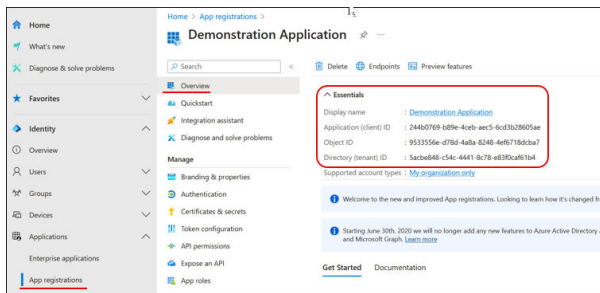 Home > App registrations >
Demonstration Application
Home
What's new
Diagnose & solve problems
Favorites
Identity
Overview
Users
Groups
Devices
Applications
Enterprise applications
App registrations
Search
Overview
Quickstart
Integration assistant
Diagnose and solve problems
Manage
Branding & properties
Authentication
Certificates & secrets
Token configuration
API permissions
Expose an API
App roles
Delete Endpoints Preview features
Essentials
Display name : Demonstration Application
Application (client) ID : 244b0769-b89e-4ceb-aec5-6cd3b28605ae
Object ID : 9533556e-d78d-4a8a-8248-4ef6718dcba7
Directory (tenant) ID : 5acbe848-c54c-4441-8c78-e83f0caf61b4
Supported account types : My organization only
Welcome to the new and improved App registrations. Looking to learn how it's changed fr
Starting June 30th, 2020 we will no longer add any new features to Azure Active Directory
and Microsoft Graph. Learn more
Get Started Documentation